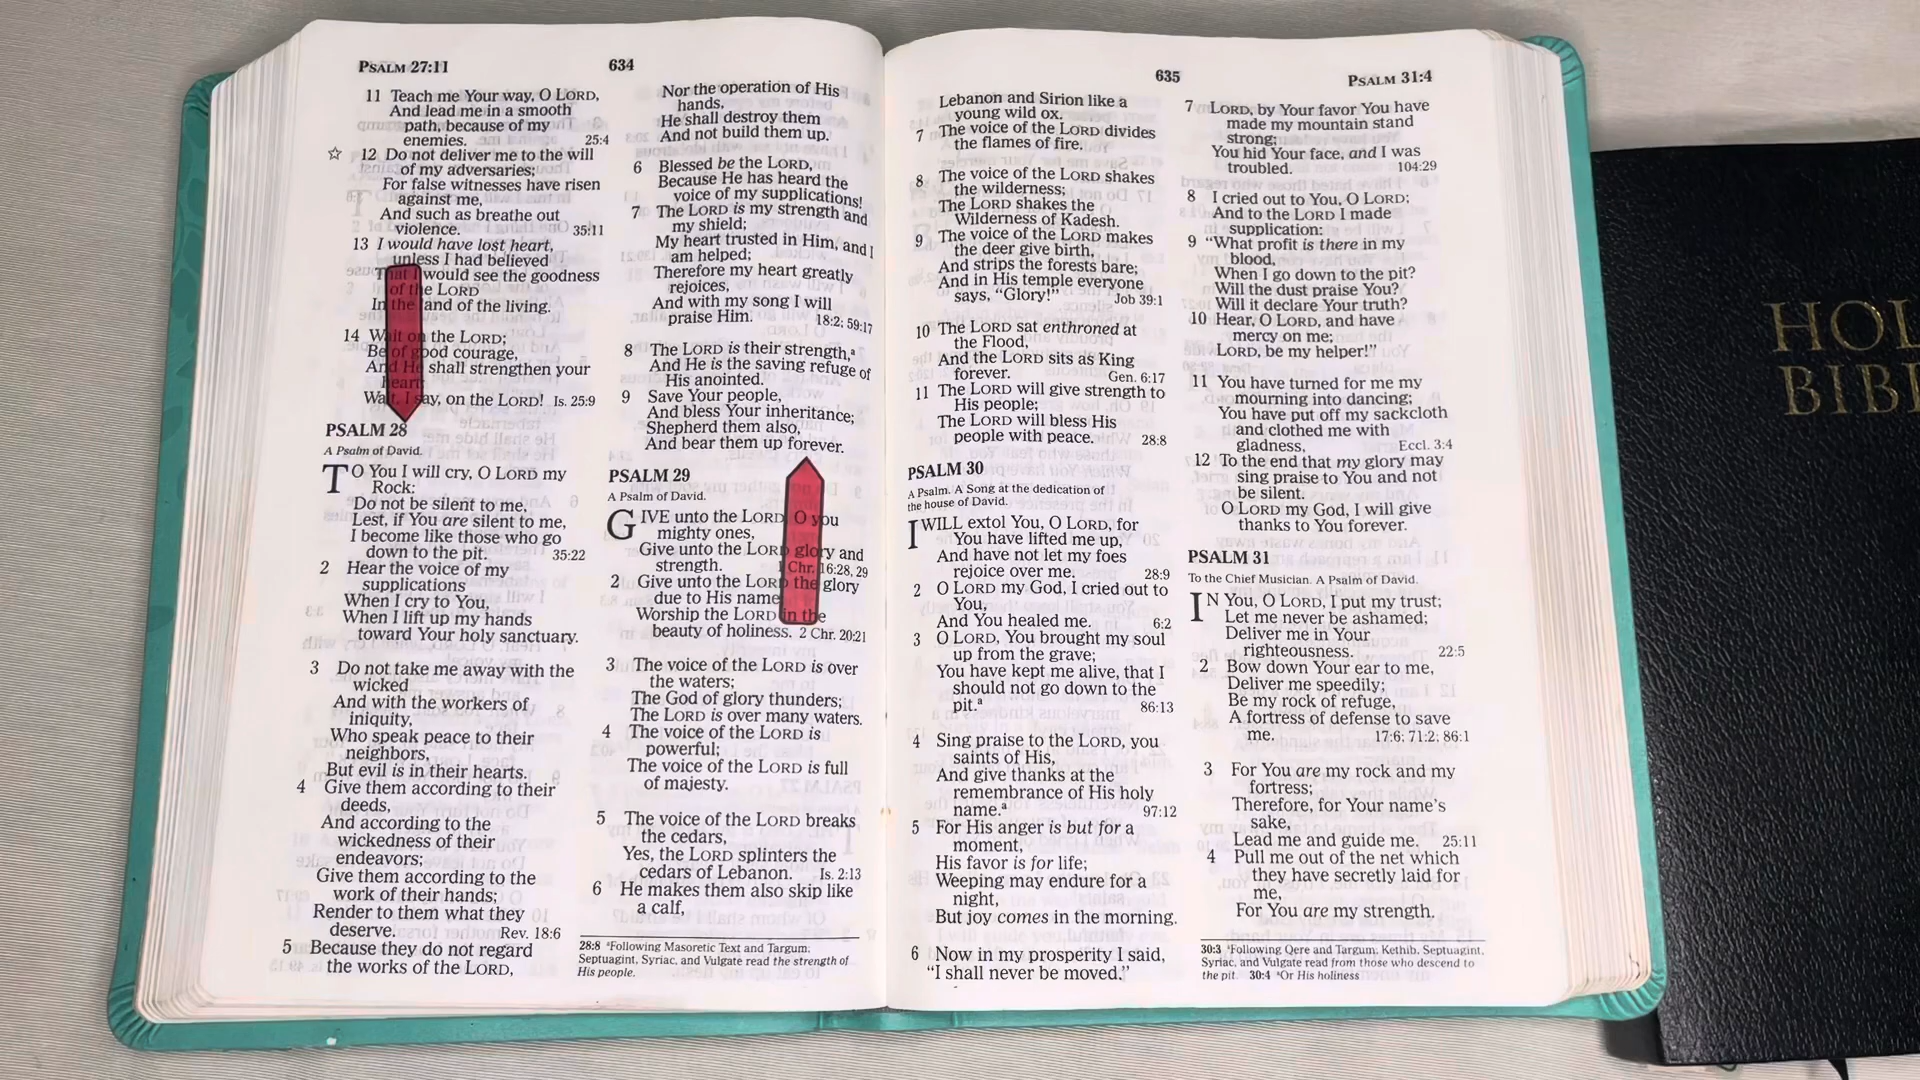 PSALM 27:11
634
11 Teach me Your way, O LORD,
And lead me in a smooth
path, because of my
enemies. 25:4
☆ 12 Do not deliver me to the will
of my adversaries;
For false witnesses have risen
against me,
And such as breathe out
violence. 35:11
13 I would have lost heart,
unless I had believed
That I would see the goodness
of the LORD
In the land of the living.
14 Wait on the LORD;
Be of good courage,
And He shall strengthen your
heart;
Wait, I say, on the LORD! Is. 25:9
PSALM 28
A Psalm of David.
TO You I will cry, O LORD my
Rock:
Do not be silent to me,
Lest, if You are silent to me,
I become like those who go
down to the pit. 35:22
2 Hear the voice of my
supplications
When I cry to You,
When I lift up my hands
toward Your holy sanctuary.
3 Do not take me away with the
wicked
And with the workers of
iniquity,
Who speak peace to their
neighbors,
But evil is in their hearts.
4 Give them according to their
deeds,
And according to the
wickedness of their
endeavors;
Give them according to the
work of their hands;
Render to them what they
deserve. Rev. 18:6
5 Because they do not regard
the works of the LORD,
Nor the operation of His
hands,
He shall destroy them
And not build them up.
6 Blessed be the LORD,
Because He has heard the
voice of my supplications!
7 The LORD is my strength and
my shield;
My heart trusted in Him, and I
am helped;
Therefore my heart greatly
rejoices,
And with my song I will
praise Him. 18:2; 59:17
8 The LORD is their strength,ᵃ
And He is the saving refuge of
His anointed.
9 Save Your people,
And bless Your inheritance;
Shepherd them also,
And bear them up forever.
PSALM 29
A Psalm of David.
GIVE unto the LORD, O you
mighty ones,
Give unto the LORD glory and
strength. 1 Chr. 16:28, 29
2 Give unto the LORD the glory
due to His name;
Worship the LORD in the
beauty of holiness. 2 Chr. 20:21
3 The voice of the LORD is over
the waters;
The God of glory thunders;
The LORD is over many waters.
4 The voice of the LORD is
powerful;
The voice of the LORD is full
of majesty.
5 The voice of the LORD breaks
the cedars,
Yes, the LORD splinters the
cedars of Lebanon. Is. 2:13
6 He makes them also skip like
a calf,
28:8 ᵃFollowing Masoretic Text and Targum;
Septuagint, Syriac, and Vulgate read the strength of
His people.
635
PSALM 31:4
Lebanon and Sirion like a
young wild ox.
7 The voice of the LORD divides
the flames of fire.
8 The voice of the LORD shakes
the wilderness;
The LORD shakes the
Wilderness of Kadesh.
9 The voice of the LORD makes
the deer give birth,
And strips the forests bare;
And in His temple everyone
says, “Glory!” Job 39:1
10 The LORD sat enthroned at
the Flood,
And the LORD sits as King
forever. Gen. 6:17
11 The LORD will give strength to
His people;
The LORD will bless His
people with peace. 28:8
PSALM 30
A Psalm. A Song at the dedication of
the house of David.
I WILL extol You, O LORD, for
You have lifted me up,
And have not let my foes
rejoice over me. 28:9
2 O LORD my God, I cried out to
You,
And You healed me. 6:2
3 O LORD, You brought my soul
up from the grave;
You have kept me alive, that I
should not go down to the
pit.ᵃ 86:13
4 Sing praise to the LORD, you
saints of His,
And give thanks at the
remembrance of His holy
name.ᵃ 97:12
5 For His anger is but for a
moment,
His favor is for life;
Weeping may endure for a
night,
But joy comes in the morning.
6 Now in my prosperity I said,
“I shall never be moved.”
7 LORD, by Your favor You have
made my mountain stand
strong;
You hid Your face, and I was
troubled. 104:29
8 I cried out to You, O LORD;
And to the LORD I made
supplication:
9 “What profit is there in my
blood,
When I go down to the pit?
Will the dust praise You?
Will it declare Your truth?
10 Hear, O LORD, and have
mercy on me;
LORD, be my helper!”
11 You have turned for me my
mourning into dancing;
You have put off my sackcloth
and clothed me with
gladness, Eccl. 3:4
12 To the end that my glory may
sing praise to You and not
be silent.
O LORD my God, I will give
thanks to You forever.
PSALM 31
To the Chief Musician. A Psalm of David.
IN You, O LORD, I put my trust;
Let me never be ashamed;
Deliver me in Your
righteousness. 22:5
2 Bow down Your ear to me,
Deliver me speedily;
Be my rock of refuge,
A fortress of defense to save
me. 17:6; 71:2; 86:1
3 For You are my rock and my
fortress;
Therefore, for Your name’s
sake,
Lead me and guide me. 25:11
4 Pull me out of the net which
they have secretly laid for
me,
For You are my strength.
30:3 ᵃFollowing Qere and Targum; Kethib, Septuagint,
Syriac, and Vulgate read from those who descend to
the pit. 30:4 ᵃOr His holiness
HOL
BIB